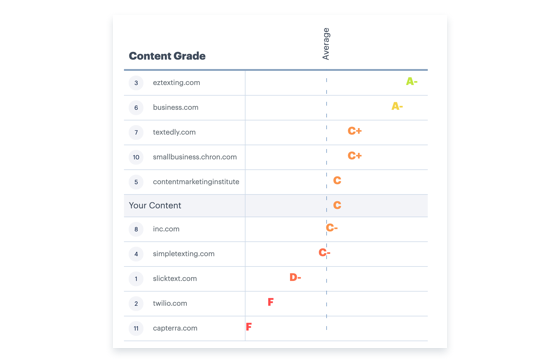 Average
Content Grade
3 eztexting.com A-
6 business.com A-
7 textedly.com C+
10 smallbusiness.chron.com C+
5 contentmarketinginstitute C
Your Content C
8 inc.com C-
4 simpletexting.com C-
1 slicktext.com D-
2 twilio.com F
11 capterra.com F